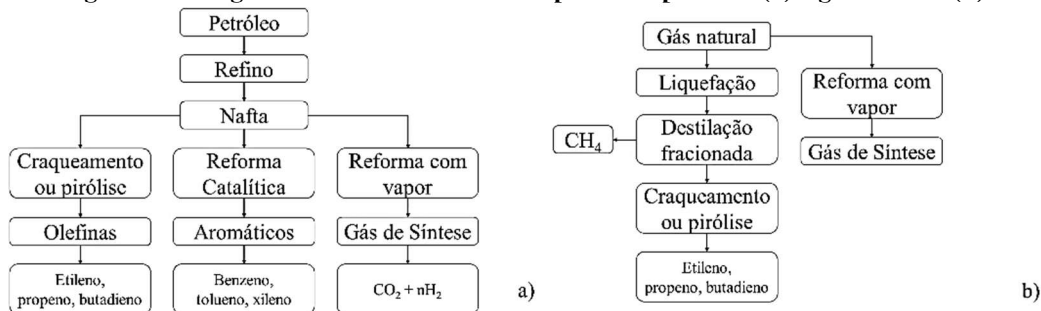 Petróleo
Refino
Nafta
Craqueamento
ou pirólise
Reforma
Catalítica
Reforma com
vapor
Olefinas
Aromáticos
Gás de Síntese
Etileno,
propeno, butadieno
Benzeno,
tolueno, xileno
CO₂ + nH₂
a)
Gás natural
Liquefação
Reforma com
vapor
CH₄
Destilação
fracionada
Gás de Síntese
Craqueamento
ou pirólise
Etileno,
propeno, butadieno
b)